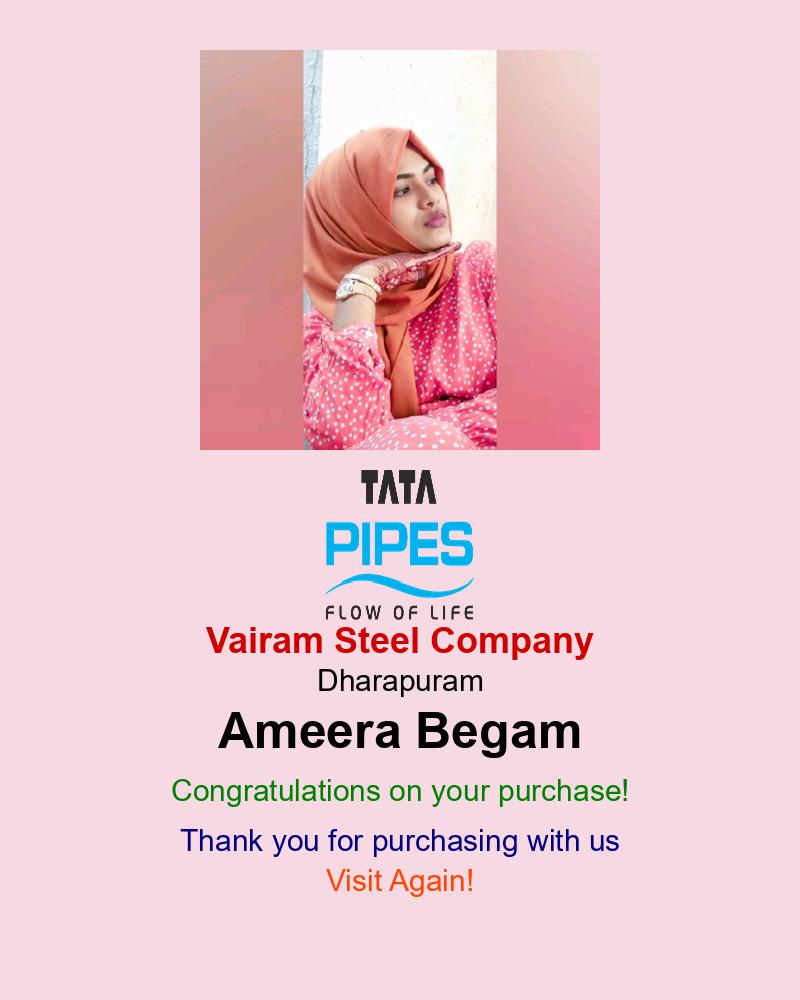 TATA
PIPES
FLOW OF LIFE
Vairam Steel Company
Dharapuram
Ameera Begam
Congratulations on your purchase!
Thank you for purchasing with us
Visit Again!